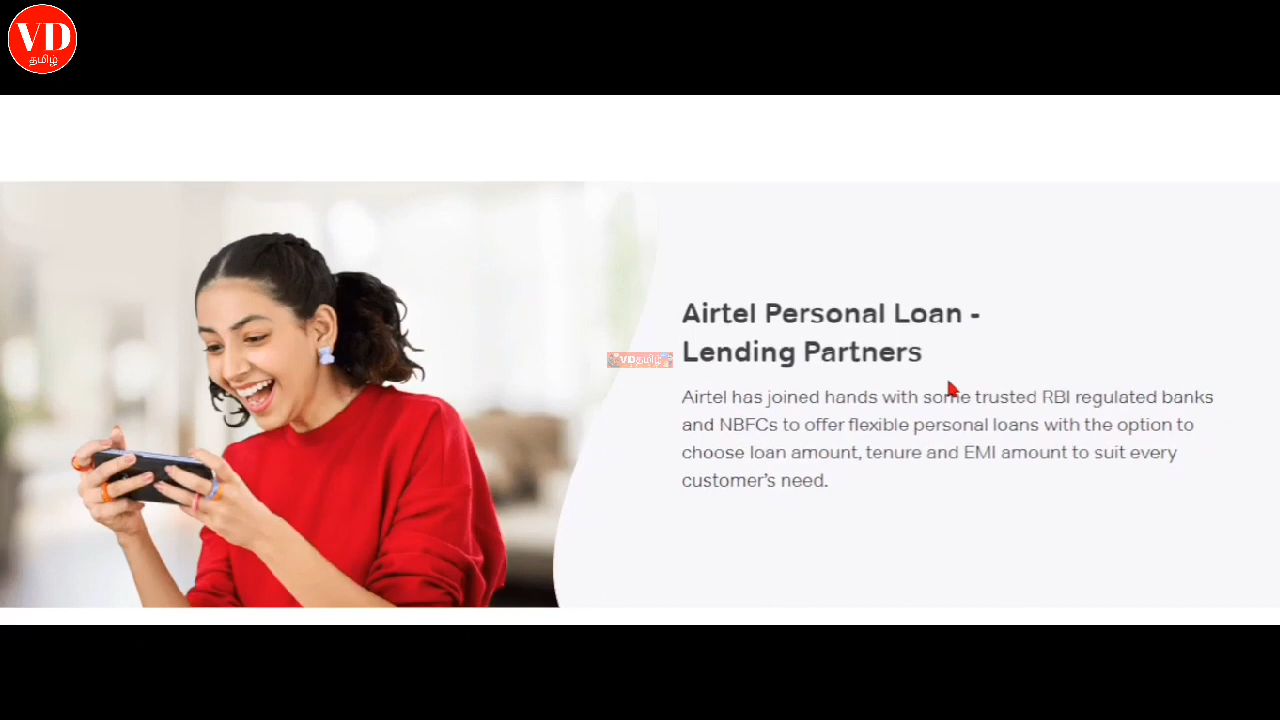 VD
தமிழ்
Airtel Personal Loan -
Lending Partners
VDதமிழ்
Airtel has joined hands with some trusted RBI regulated banks
and NBFCs to offer flexible personal loans with the option to
choose loan amount, tenure and EMI amount to suit every
customer's need.